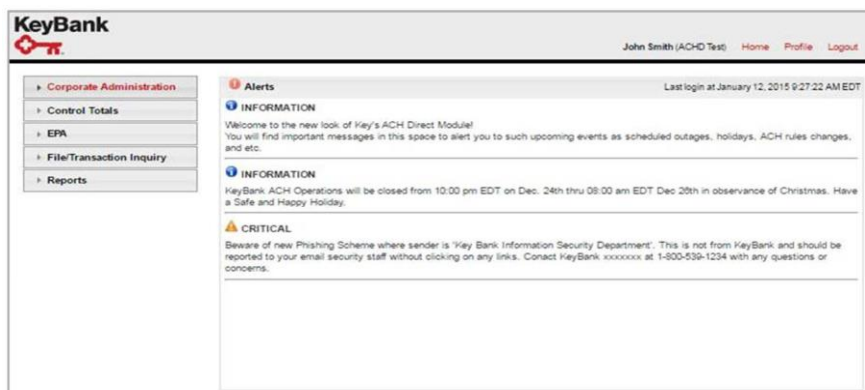 KeyBank
John Smith (ACHD Test) Home Profile Logout
Corporate Administration
Control Totals
EPA
File/Transaction Inquiry
Reports
Alerts
Last login at January 12, 2015 9:27:22 AM EDT
INFORMATION
Welcome to the new look of Key's ACH Direct Module!
You will find important messages in this space to alert you to such upcoming events as scheduled outages, holidays, ACH rules changes,
and etc.
INFORMATION
KeyBank ACH Operations will be closed from 10:00 pm EDT on Dec. 24th thru 08:00 am EDT Dec 26th in observance of Christmas. Have
a Safe and Happy Holiday.
CRITICAL
Beware of new Phishing Scheme where sender is 'Key Bank Information Security Department'. This is not from KeyBank and should be
reported to your email security staff without clicking on any links. Conact KeyBank xxxxxxx at 1-800-539-1234 with any questions or
concerns.